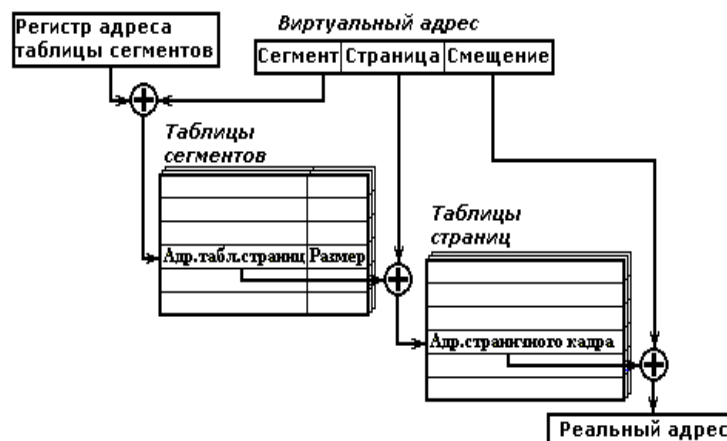 Регистр адреса
таблицы сегментов
Виртуальный адрес
Сегмент Страница Смещение
Таблицы
сегментов
Адр.табл.страниц Размер
Таблицы
страниц
Адр.страничного кадра
Реальный адрес